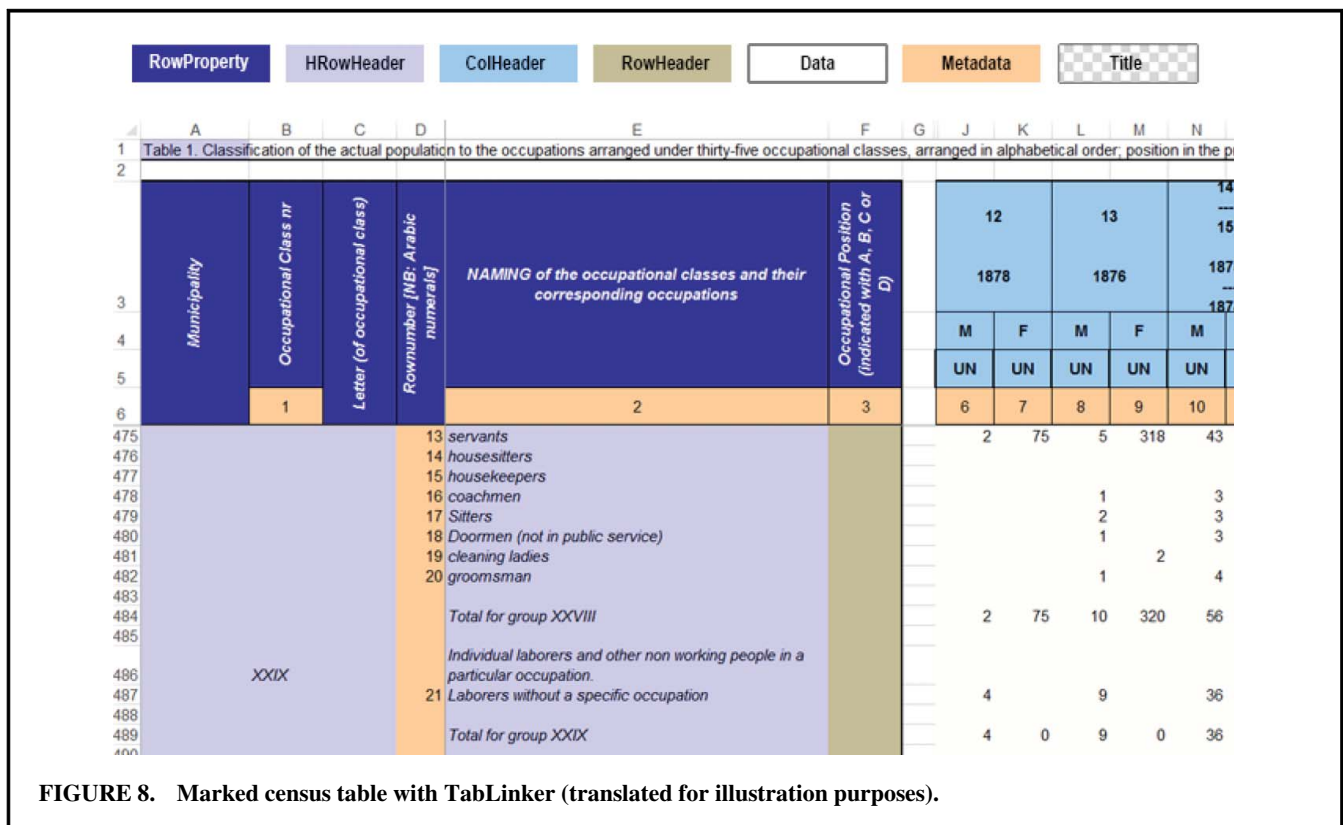 RowProperty HRowHeader ColHeader RowHeader Data Metadata Title
A B C D E F G J K L M N
1 Table 1. Classification of the actual population to the occupations arranged under thirty-five occupational classes, arranged in alphabetical order; position in the
2
3
4
5
6
Municipality
Occupational Class nr
Letter (of occupational class)
Rownumber [NB: Arabic
numerals]
NAMING of the occupational classes and their
corresponding occupations
Occupational Position
(indicated with A, B, C or
D)
12 13 14
---
15
1878 1876 187
---
187
M F M F M
UN UN UN UN UN
1 2 3 6 7 8 9 10
475 13 servants 2 75 5 318 43
476 14 housesitters
477 15 housekeepers
478 16 coachmen 1 3
479 17 Sitters 2 3
480 18 Doormen (not in public service) 1 3
481 19 cleaning ladies 2
482 20 groomsman 1 4
483
484 Total for group XXVIII 2 75 10 320 56
485
Individual laborers and other non working people in a
486 XXIX particular occupation.
487 21 Laborers without a specific occupation 4 9 36
488
489 Total for group XXIX 4 0 9 0 36
FIGURE 8. Marked census table with TabLinker (translated for illustration purposes).